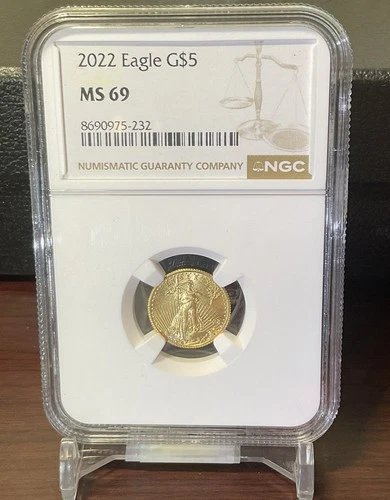 2022 Eagle G$5
MS 69
8690975-232
NUMISMATIC GUARANTY COMPANY NGC